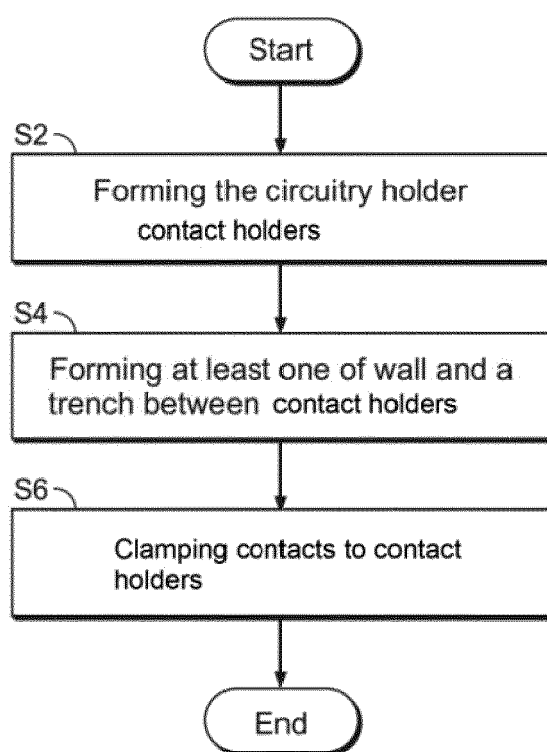 Start
S2
Forming the circuitry holder
contact holders
S4
Forming at least one of wall and a
trench between contact holders
S6
Clamping contacts to contact
holders
End